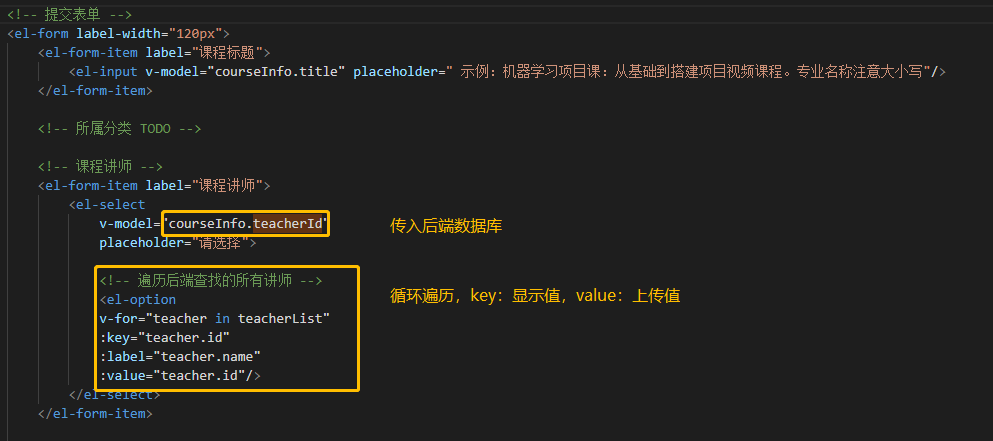 <!-- 提交表单 -->
<el-form label-width="120px">
<el-form-item label="课程标题">
<el-input v-model="courseInfo.title" placeholder=" 示例：机器学习项目课：从基础到搭建项目视频课程。专业名称注意大小写"/>
</el-form-item>
<!-- 所属分类 TODO -->
<!-- 课程讲师 -->
<el-form-item label="课程讲师">
<el-select
v-model="courseInfo.teacherId" 传入后端数据库
placeholder="请选择">
<!-- 遍历后端查找的所有讲师 -->
<el-option 循环遍历，key：显示值，value：上传值
v-for="teacher in teacherList"
:key="teacher.id"
:label="teacher.name"
:value="teacher.id"/>
</el-select>
</el-form-item>